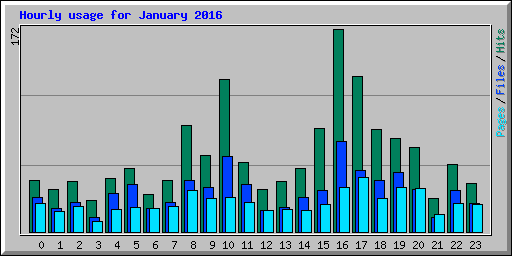 Hourly usage for January 2016
172
Pages/Files/Hits
0 1 2 3 4 5 6 7 8 9 10 11 12 13 14 15 16 17 18 19 20 21 22 23